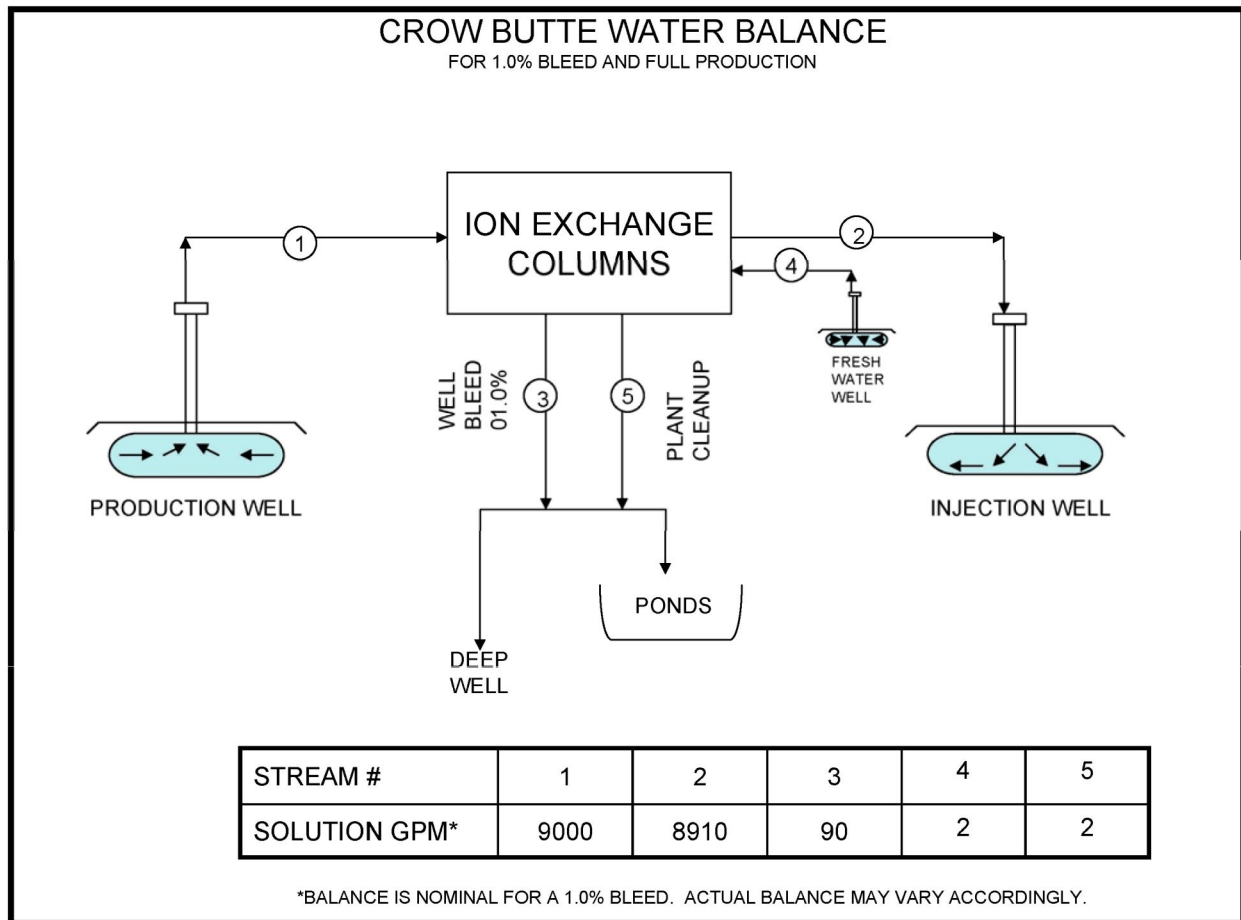 CROW BUTTE WATER BALANCE
FOR 1.0% BLEED AND FULL PRODUCTION
ION EXCHANGE
COLUMNS
1
2
4
FRESH
WATER
WELL
WELL
BLEED
01.0%
3
5
PLANT
CLEANUP
PRODUCTION WELL
INJECTION WELL
PONDS
DEEP
WELL
STREAM # 1 2 3 4 5
SOLUTION GPM* 9000 8910 90 2 2
*BALANCE IS NOMINAL FOR A 1.0% BLEED. ACTUAL BALANCE MAY VARY ACCORDINGLY.